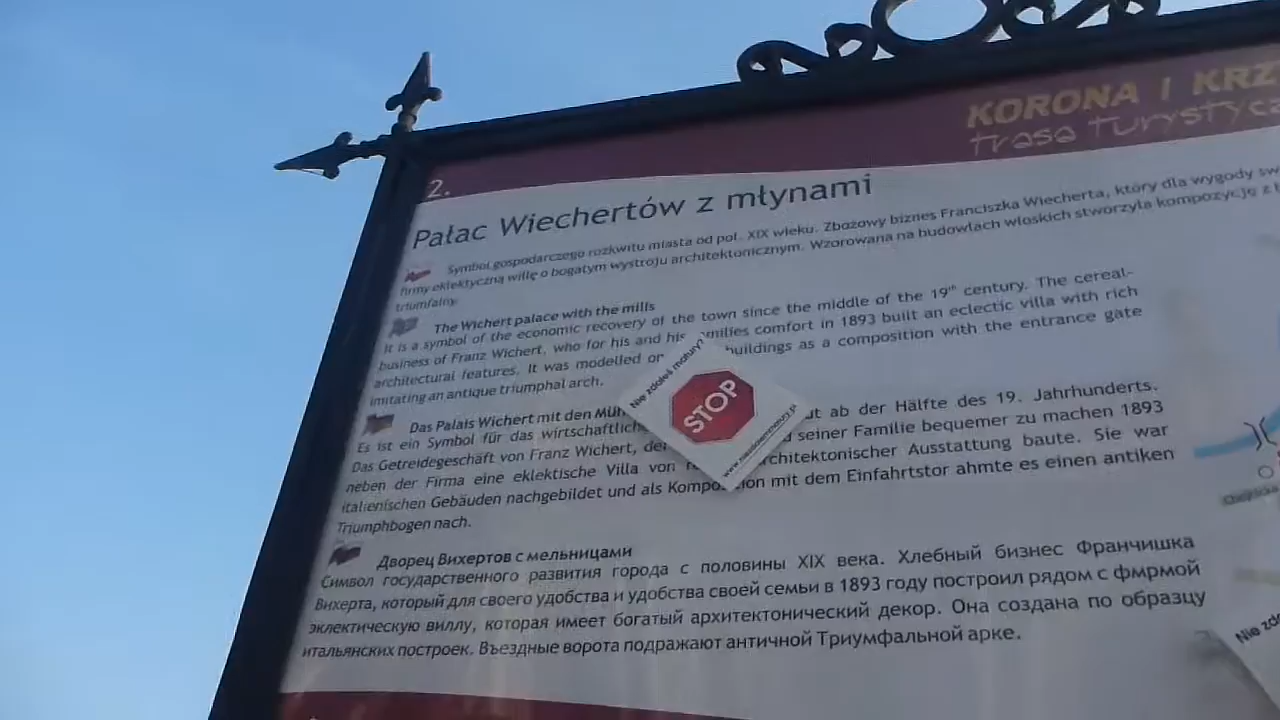 KORONA I KRZ
trasa turystycz
2.
Pałac Wiechertów z młynami
Symbol gospodarczego rozkwitu miasta od poł. XIX wieku. Zbożowy biznes Franciszka Wiecherta, który dla wygody sw
firmy eklektyczną willę o bogatym wystroju architektonicznym. Wzorowana na budowlach włoskich stworzyła kompozycję z b
triumfalny.
The Wichert palace with the mills
It is a symbol of the economic recovery of the town since the middle of the 19th century. The cereal-
business of Franz Wichert, who for his and his families comfort in 1893 built an eclectic villa with rich
architectural features. It was modelled on buildings as a composition with the entrance gate
imitating an antique triumphal arch.
Das Palais Wichert mit den Müh
Es ist ein Symbol für das wirtschaftlich ut ab der Hälfte des 19. Jahrhunderts.
Das Getreidegeschäft von Franz Wichert, de seiner Familie bequemer zu machen 1893
neben der Firma eine eklektische Villa von rchitektonischer Ausstattung baute. Sie war
italienischen Gebäuden nachgebildet und als Komposition mit dem Einfahrtstor ahmte es einen antiken
Triumphbogen nach.
Nie zdołeś matury?
STOP
Дворец Вихертов с мельницами
Символ государственного развития города с половины XIX века. Хлебный бизнес Франчишка
Вихерта, который для своего удобства и удобства своей семьи в 1893 году построил рядом с фмрмой
эклектическую виллу, которая имеет богатый архитектонический декор. Она создана по образцу
итальянских построек. Въездные ворота подражают античной Триумфальной арке.
Nie zdo